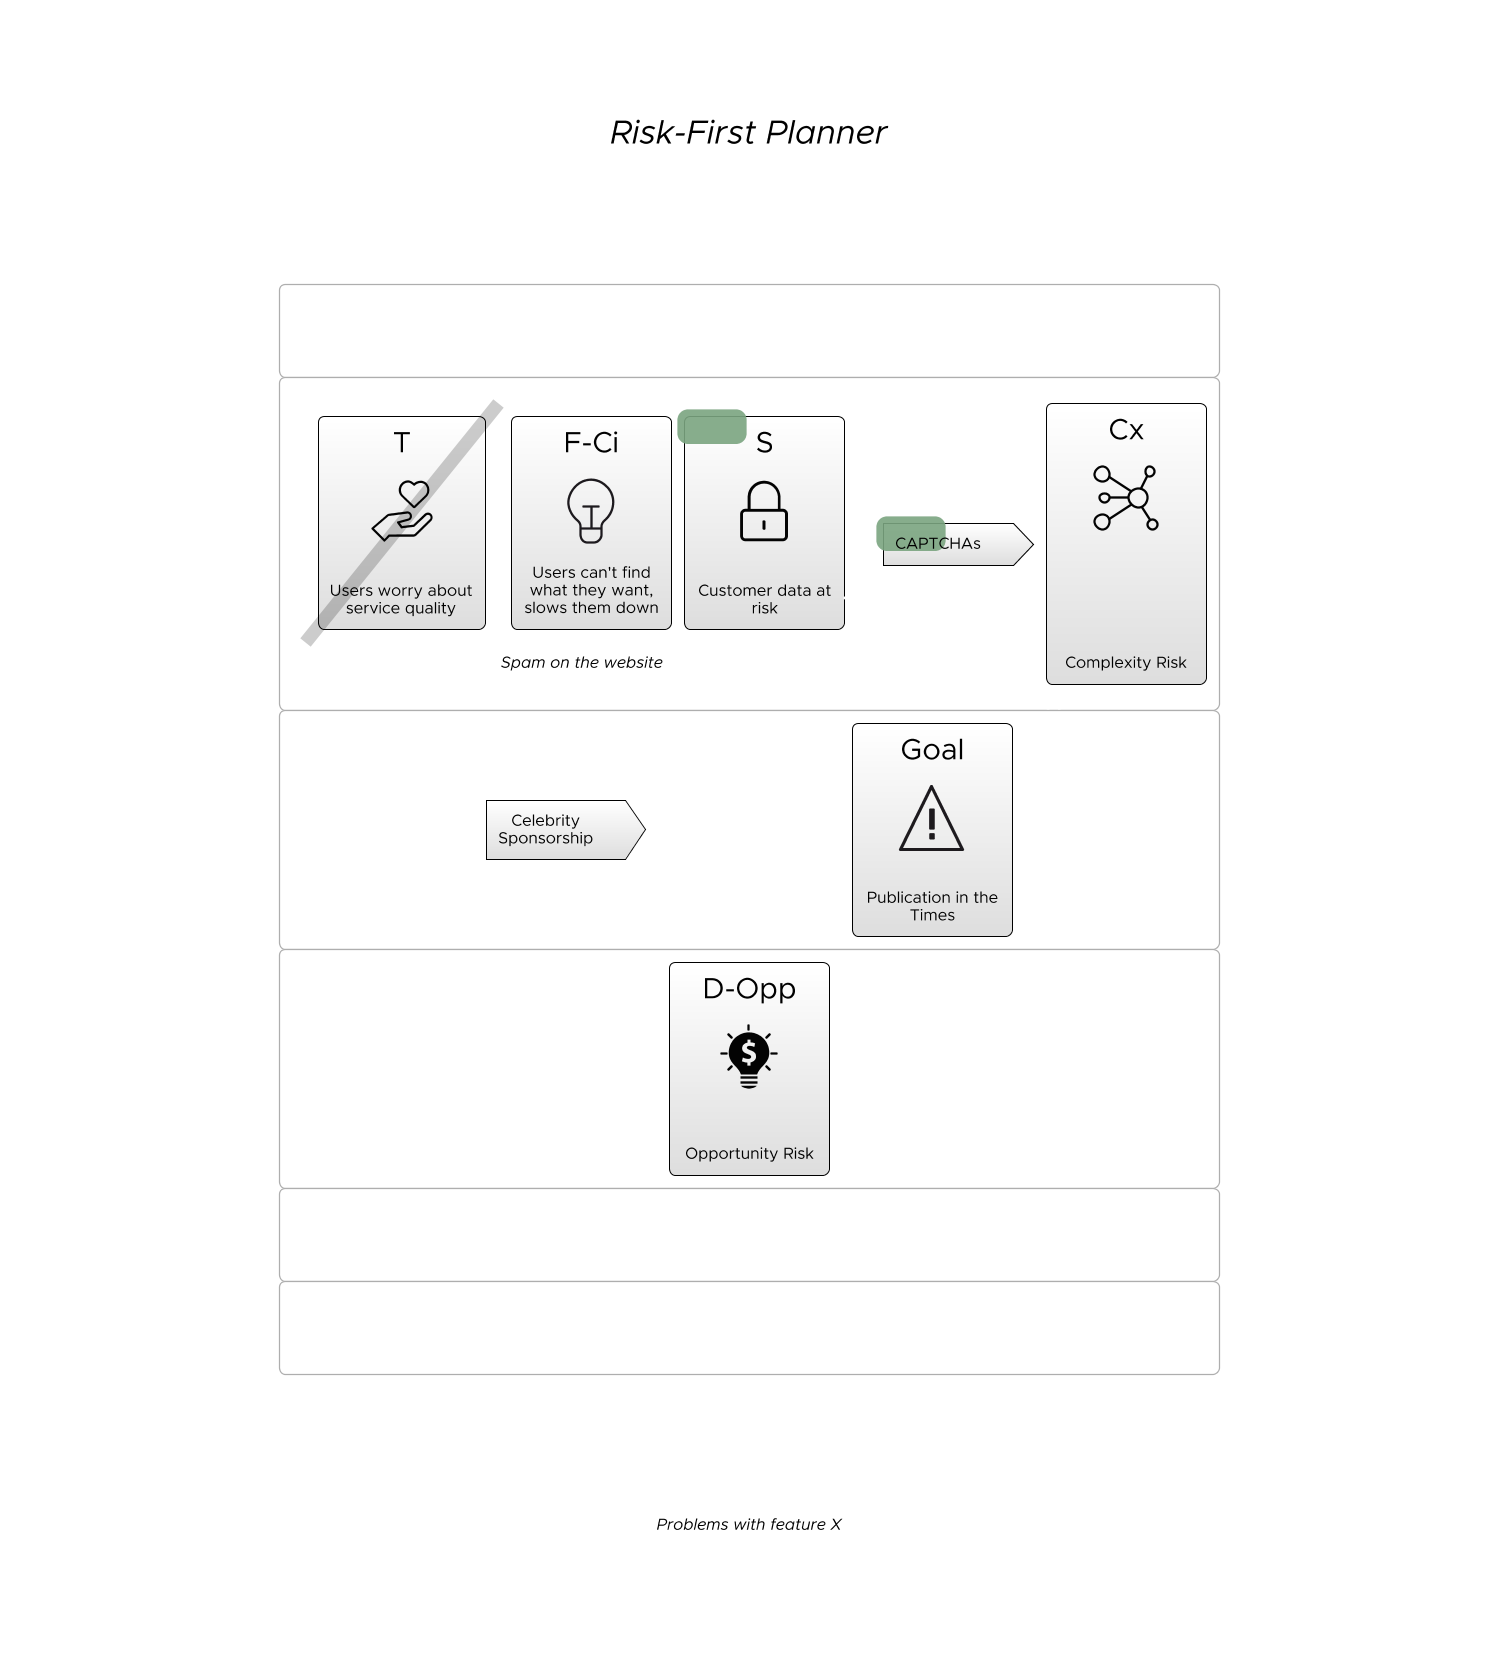 Risk-First Planner
T
Users worry about
service quality
F-Ci
Users can't find
what they want,
slows them down
S
Customer data at
risk
Spam on the website
CAPTCHAs
Cx
Complexity Risk
Celebrity
Sponsorship
Goal
Publication in the
Times
D-Opp
Opportunity Risk
Problems with feature X